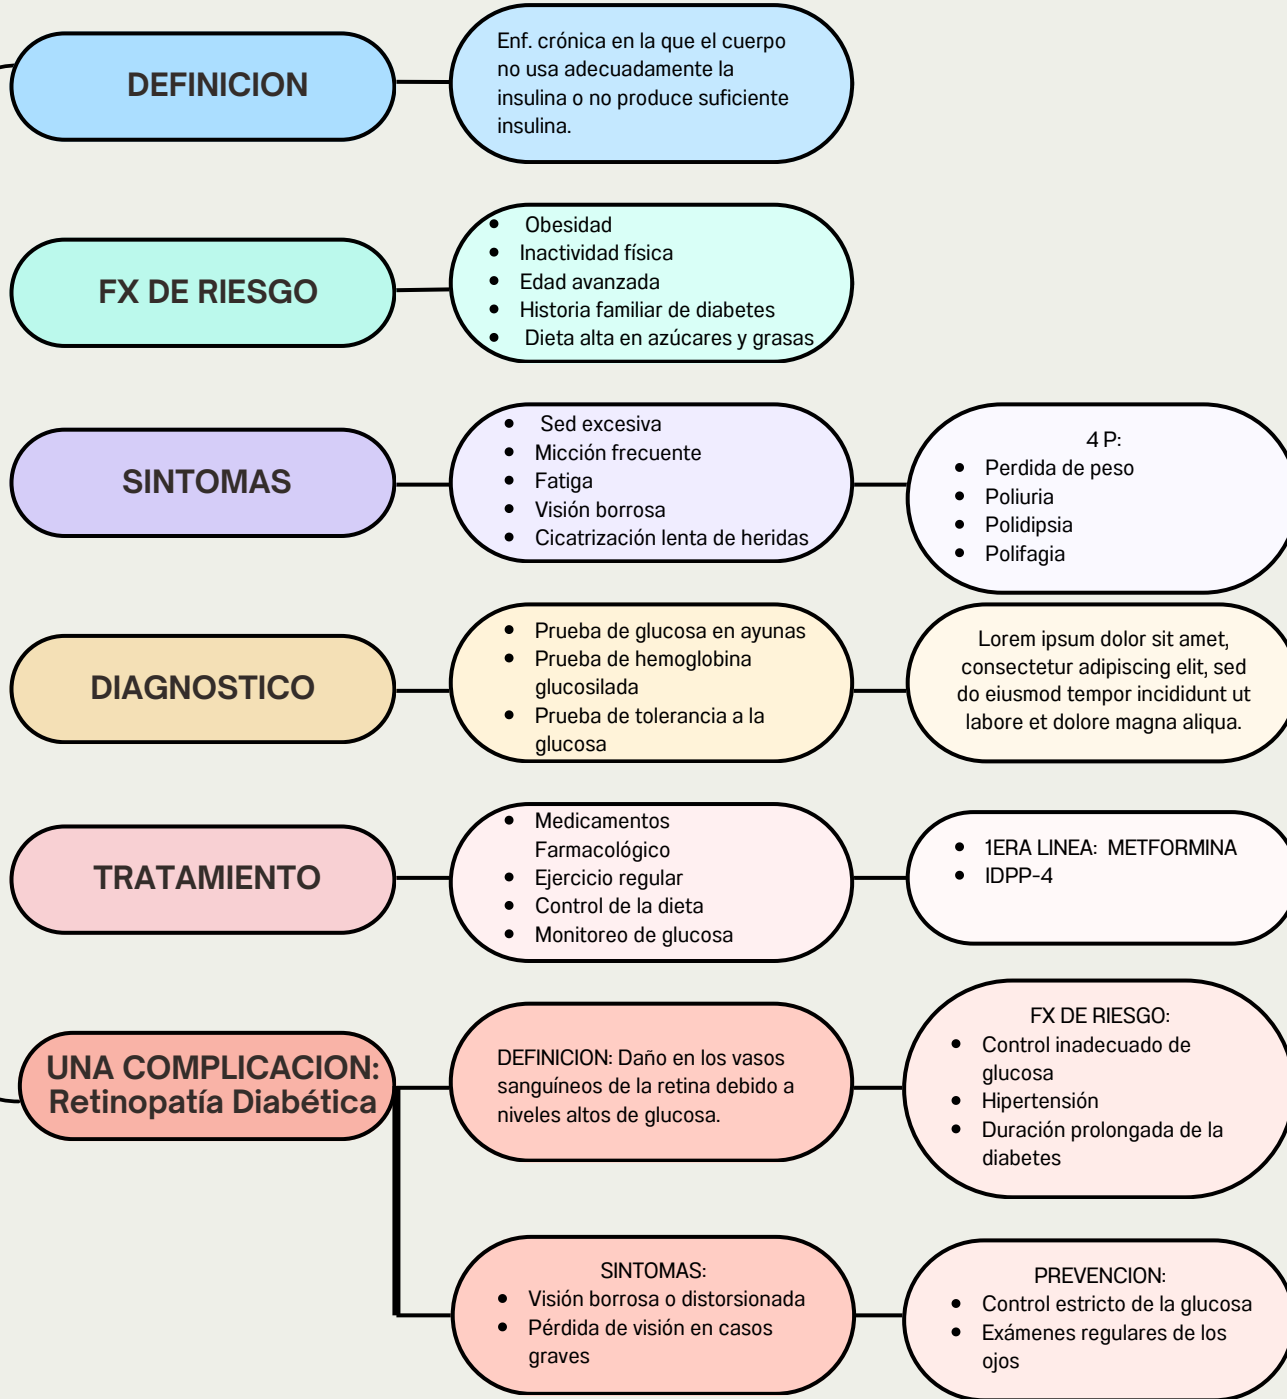 DEFINICION
Enf. crónica en la que el cuerpo
no usa adecuadamente la
insulina o no produce suficiente
insulina.
FX DE RIESGO
• Obesidad
• Inactividad física
• Edad avanzada
• Historia familiar de diabetes
• Dieta alta en azúcares y grasas
SINTOMAS
• Sed excesiva
• Micción frecuente
• Fatiga
• Visión borrosa
• Cicatrización lenta de heridas
4 P:
• Perdida de peso
• Poliuria
• Polidipsia
• Polifagia
DIAGNOSTICO
• Prueba de glucosa en ayunas
• Prueba de hemoglobina
glucosilada
• Prueba de tolerancia a la
glucosa
Lorem ipsum dolor sit amet,
consectetur adipiscing elit, sed
do eiusmod tempor incididunt ut
labore et dolore magna aliqua.
TRATAMIENTO
• Medicamentos
Farmacológico
• Ejercicio regular
• Control de la dieta
• Monitoreo de glucosa
• 1ERA LINEA: METFORMINA
• IDPP-4
UNA COMPLICACION:
Retinopatía Diabética
DEFINICION: Daño en los vasos
sanguíneos de la retina debido a
niveles altos de glucosa.
FX DE RIESGO:
• Control inadecuado de
glucosa
• Hipertensión
• Duración prolongada de la
diabetes
SINTOMAS:
• Visión borrosa o distorsionada
• Pérdida de visión en casos
graves
PREVENCION:
• Control estricto de la glucosa
• Exámenes regulares de los
ojos